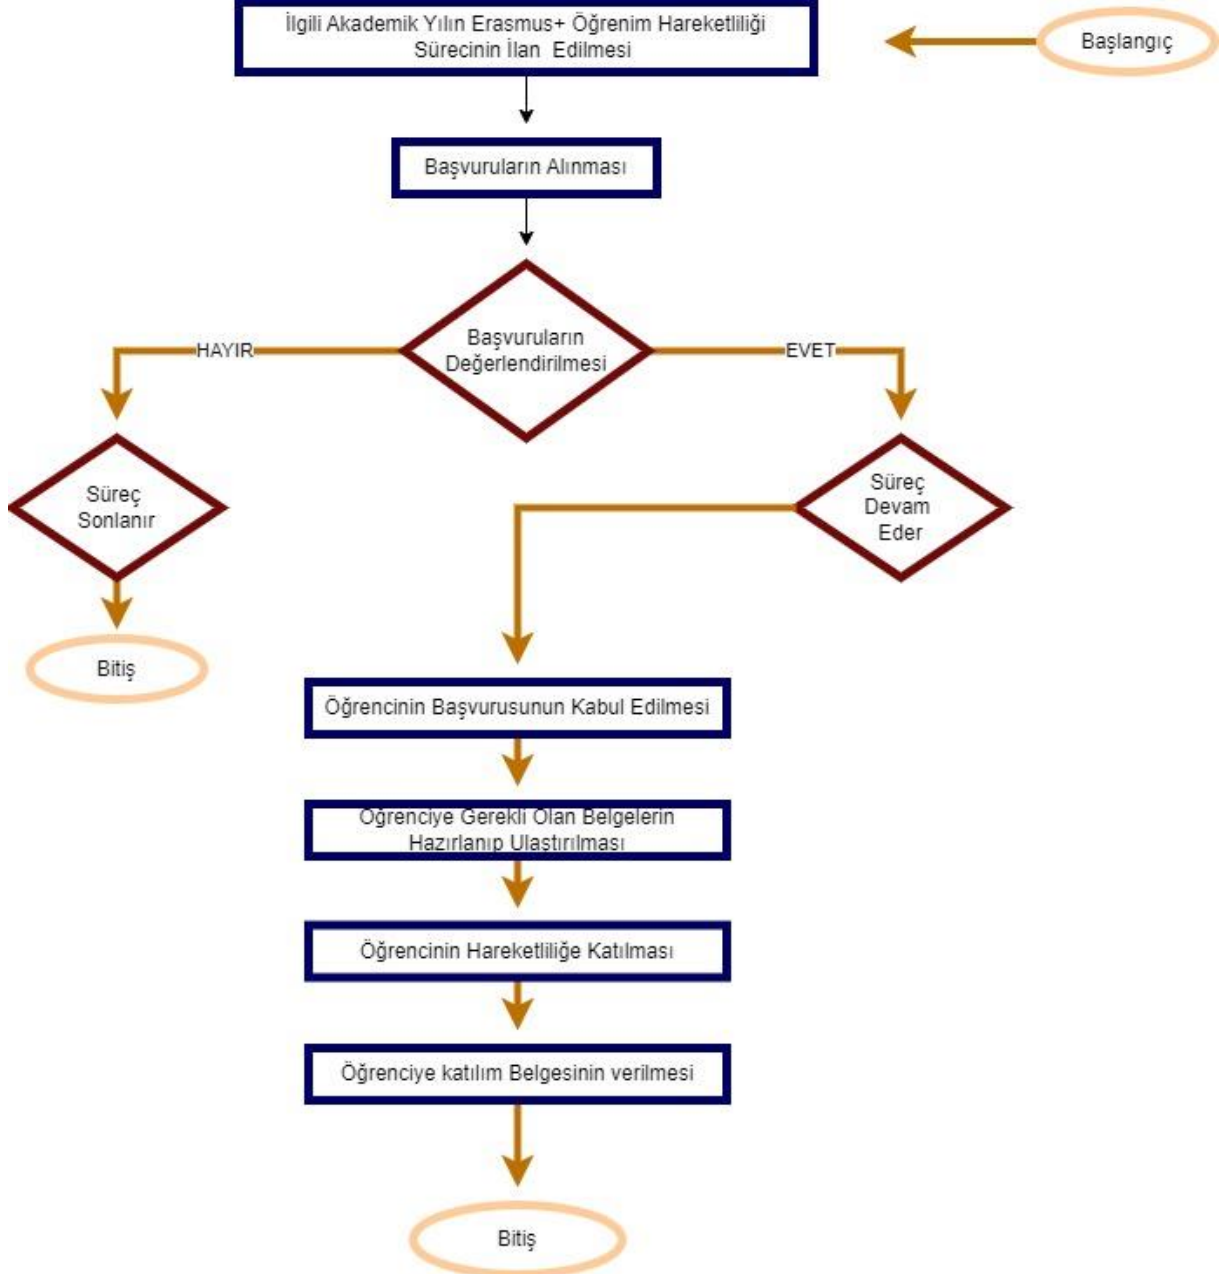 İlgili Akademik Yılın Erasmus+ Öğrenim Hareketliliği
Sürecinin İlan Edilmesi
Başlangıç
Başvuruların Alınması
Başvuruların
Değerlendirilmesi
HAYIR
EVET
Süreç
Sonlanır
Süreç
Devam
Eder
Bitiş
Öğrencinin Başvurusunun Kabul Edilmesi
Öğrenciye Gerekli Olan Belgelerin
Hazırlanıp Ulaştırılması
Öğrencinin Hareketliliğe Katılması
Öğrenciye katılım Belgesinin verilmesi
Bitiş